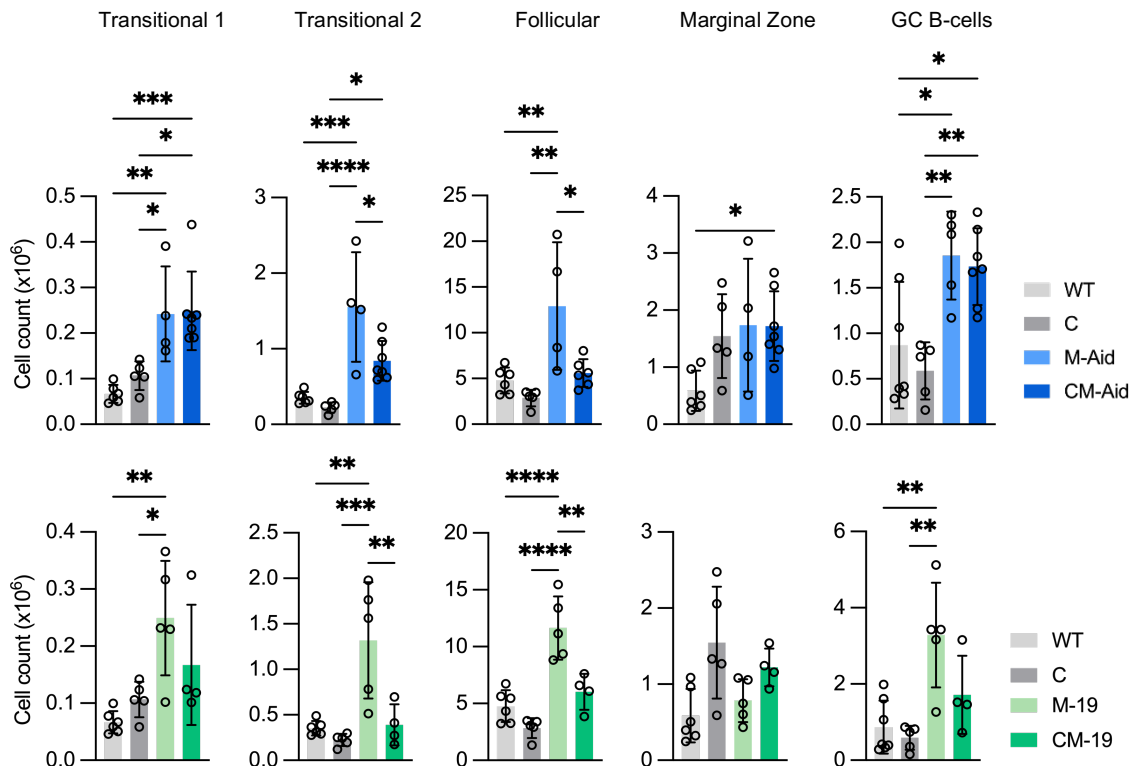 Transitional 1 Transitional 2 Follicular Marginal Zone GC B-cells
*** * ** *
* *** ** *
** **** * **
* * * **
Cell count (x10⁶)
0.5 0.4 0.3 0.2 0.1 0.0
3 2 1 0
25 20 15 10 5 0
4 3 2 1 0
2.5 2.0 1.5 1.0 0.5 0.0
WT
C
M-Aid
CM-Aid
** ** **** **
* *** ** **
** ****
Cell count (x10⁶)
0.4 0.3 0.2 0.1 0.0
2.5 2.0 1.5 1.0 0.5 0.0
20 15 10 5 0
3 2 1 0
6 4 2 0
WT
C
M-19
CM-19